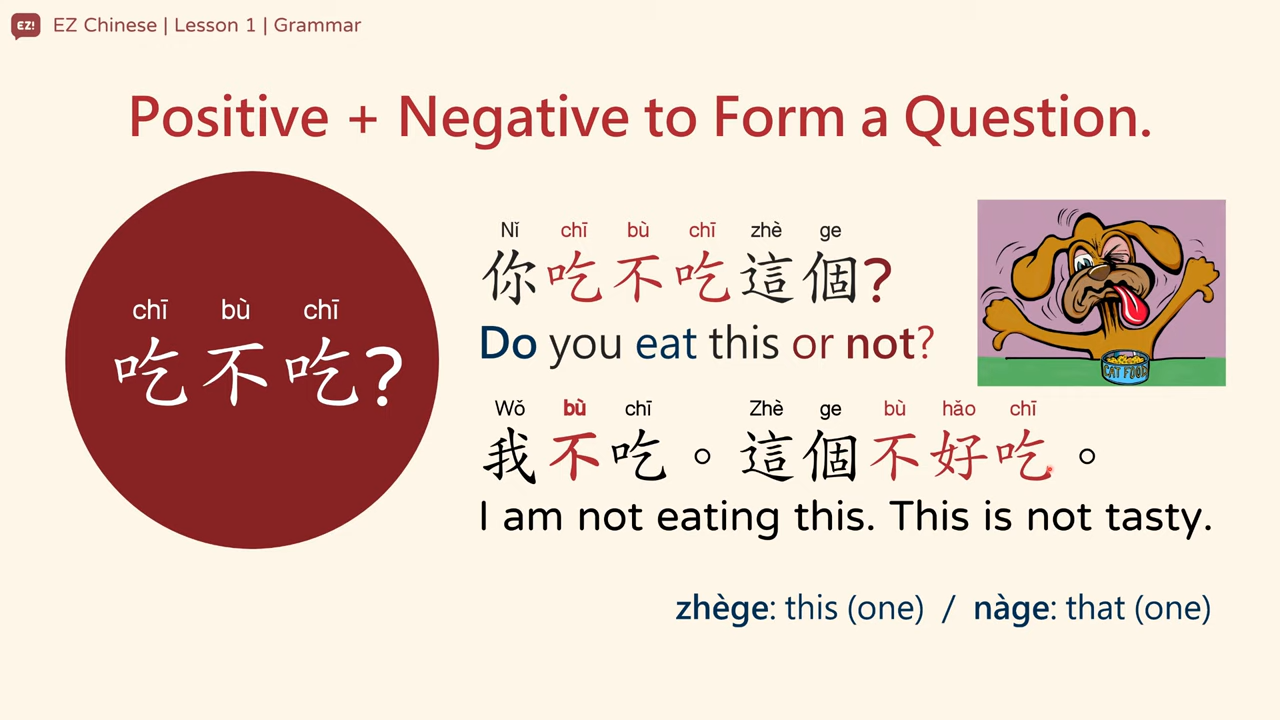 EZ!
EZ Chinese | Lesson 1 | Grammar
Positive + Negative to Form a Question.
chī bù chī
吃不吃?
Nǐ chī bù chī zhè ge
你吃不吃這個?
Do you eat this or not?
CAT FOOD
Wǒ bù chī Zhè ge bù hǎo chī
我不吃。這個不好吃。
I am not eating this. This is not tasty.
zhège: this (one) / nàge: that (one)